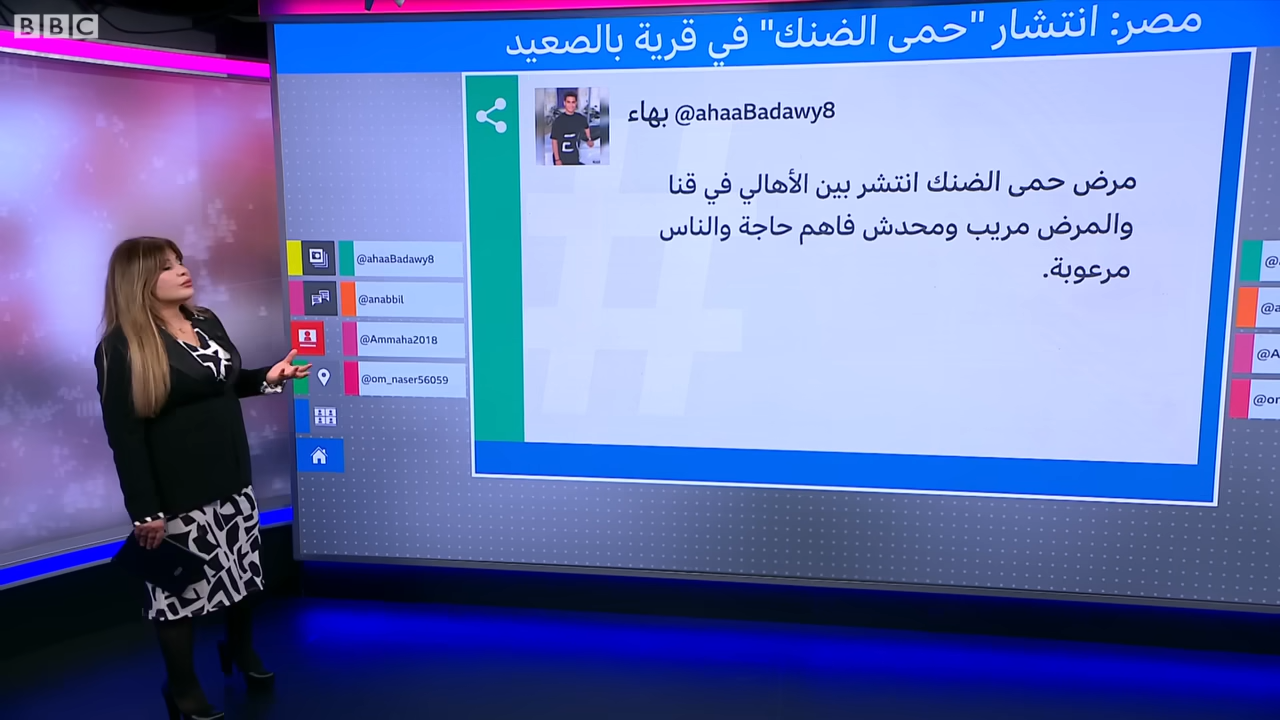 BBC
مصر: انتشار "حمى الضنك" في قرية بالصعيد
بهاء @ahaaBadawy8
مرض حمى الضنك انتشر بين الأهالي في قنا
والمرض مريب ومحدش فاهم حاجة والناس
مرعوبة.
@ahaaBadawy8
@anabbil
@Ammaha2018
@om_naser56059